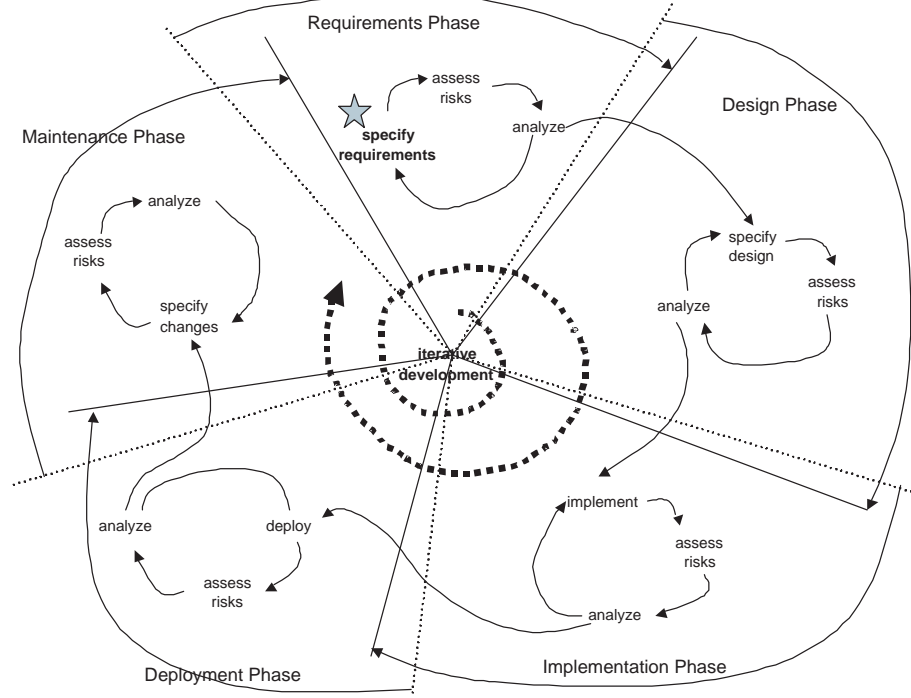 Requirements Phase
assess
risks
analyze
specify
requirements
Design Phase
specify
design
assess
risks
analyze
Maintenance Phase
analyze
assess
risks
specify
changes
iterative
development
implement
assess
risks
analyze
Implementation Phase
analyze
deploy
assess
risks
Deployment Phase